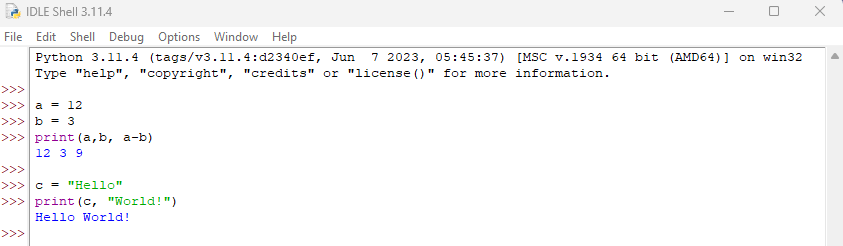 IDLE Shell 3.11.4
File Edit Shell Debug Options Window Help
Python 3.11.4 (tags/v3.11.4:d2340ef, Jun  7 2023, 05:45:37) [MSC v.1934 64 bit (AMD64)] on win32
Type "help", "copyright", "credits" or "license()" for more information.
>>>
>>> a = 12
>>> b = 3
>>> print(a,b, a-b)
12 3 9
>>>
>>> c = "Hello"
>>> print(c, "World!")
Hello World!
>>>